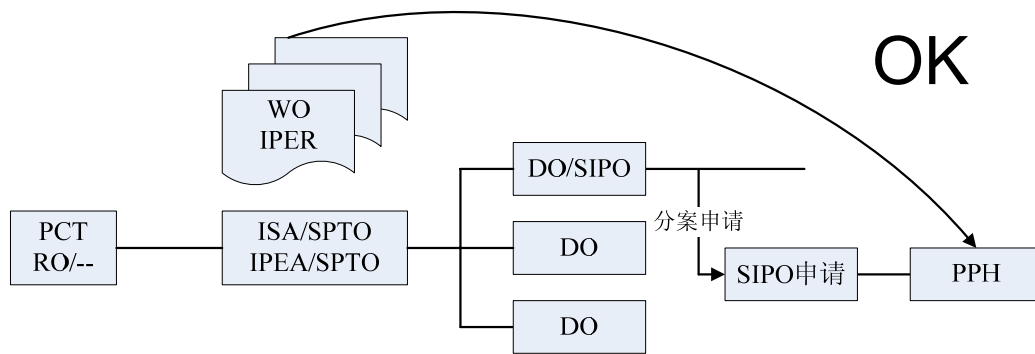 OK
WO
IPER
DO/SIPO
分案申请
PCT
RO/--
ISA/SPTO
IPEA/SPTO
DO
SIPO申请
PPH
DO